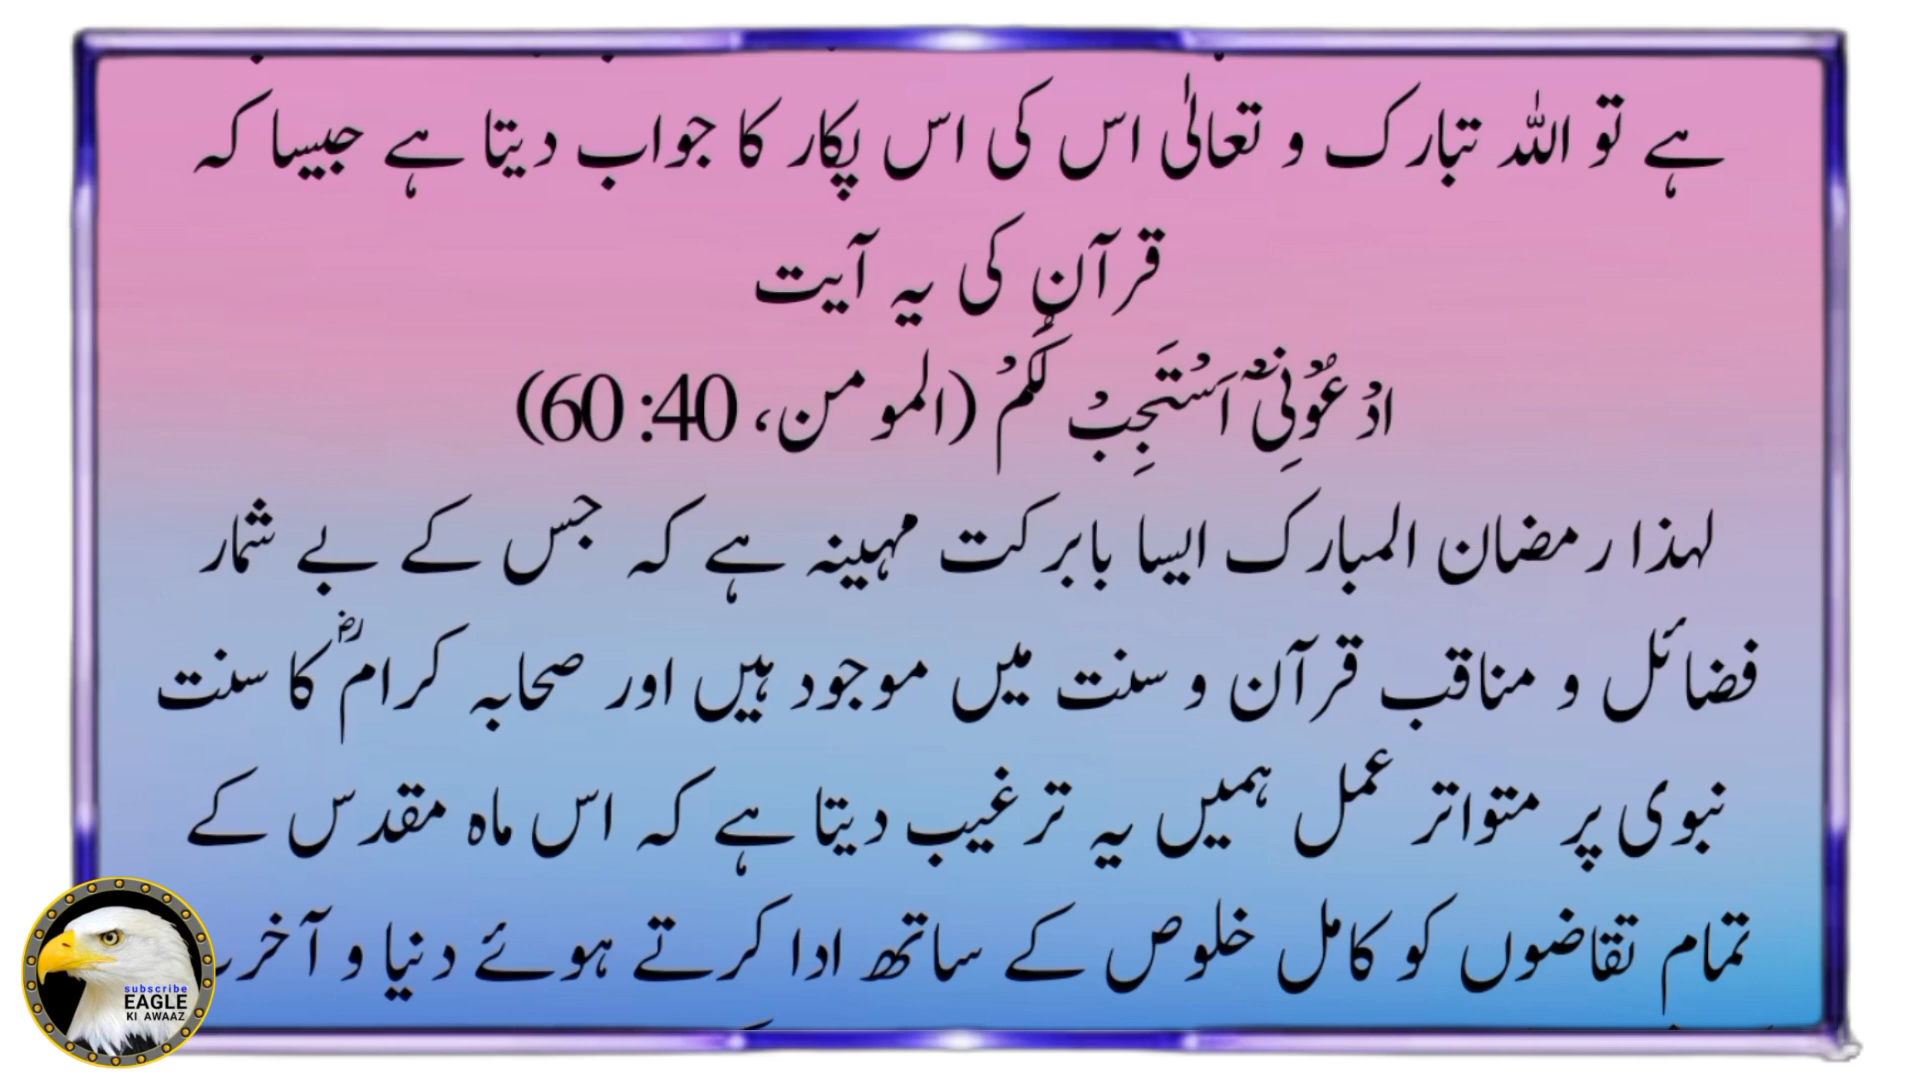 ہے تو اللہ تبارک و تعالیٰ اس کی اس پکار کا جواب دیتا ہے جیسا کہ
قرآن کی یہ آیت
ادْعُوْنِیْٓ اَسْتَجِبْ لَکُمْ (المومن، 40: 60)
لہذا رمضان المبارک ایسا بابرکت مہینہ ہے کہ جس کے بے شمار
فضائل و مناقب قرآن و سنت میں موجود ہیں اور صحابہ کرامؓ کا سنت
نبوی پر متواتر عمل ہمیں یہ ترغیب دیتا ہے کہ اس ماہ مقدس کے
تمام تقاضوں کو کامل خلوص کے ساتھ ادا کرتے ہوئے دنیا و
subscribe
EAGLE
KI AWAAZ